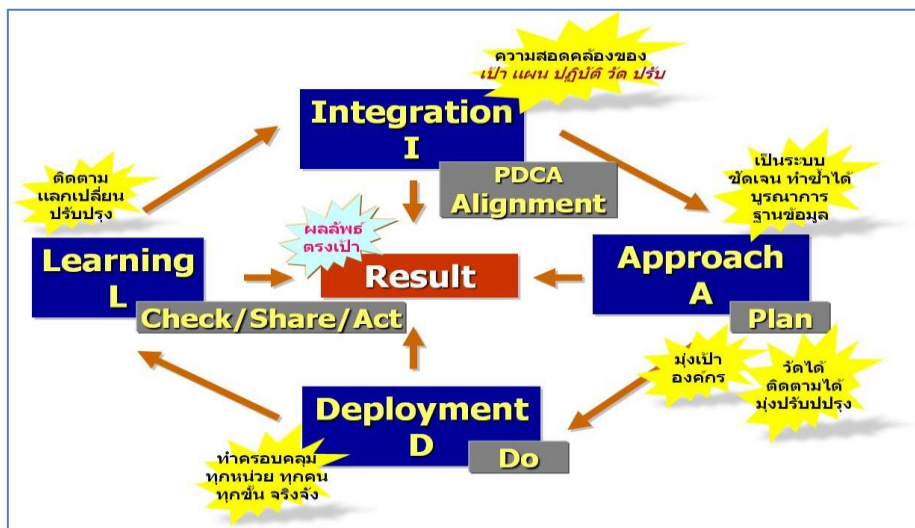 ความสอดคล้องของ
เป้า แผน ปฏิบัติ วัด ปรับ
Integration
I
PDCA
Alignment
ติดตาม
แลกเปลี่ยน
ปรับปรุง
เป็นระบบ
ชัดเจน ทำซ้ำได้
บูรณาการ
ฐานข้อมูล
ผลลัพธ์
ตรงเป้า
Learning
L
Check/Share/Act
Result
Approach
A
Plan
มุ่งเป้า
องค์กร
วัดได้
ติดตามได้
มุ่งปรับปปรุง
Deployment
D
Do
ทำครอบคลุม
ทุกหน่วย ทุกคน
ทุกขั้น จริงจัง